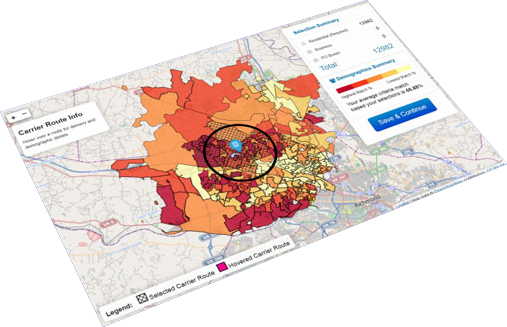 Selection Summary
Residential (Required) 12982
Business 0
PO Boxes 0
Total: 12982
Demographics Summary
Highest Match % Lowest Match %
Your average criteria match
based your selections is 66.88%
Save & Continue
+ −
Carrier Route Info
Hover over a route for delivery and
demographic details
Richmond
Legend: Selected Carrier Route Hovered Carrier Route